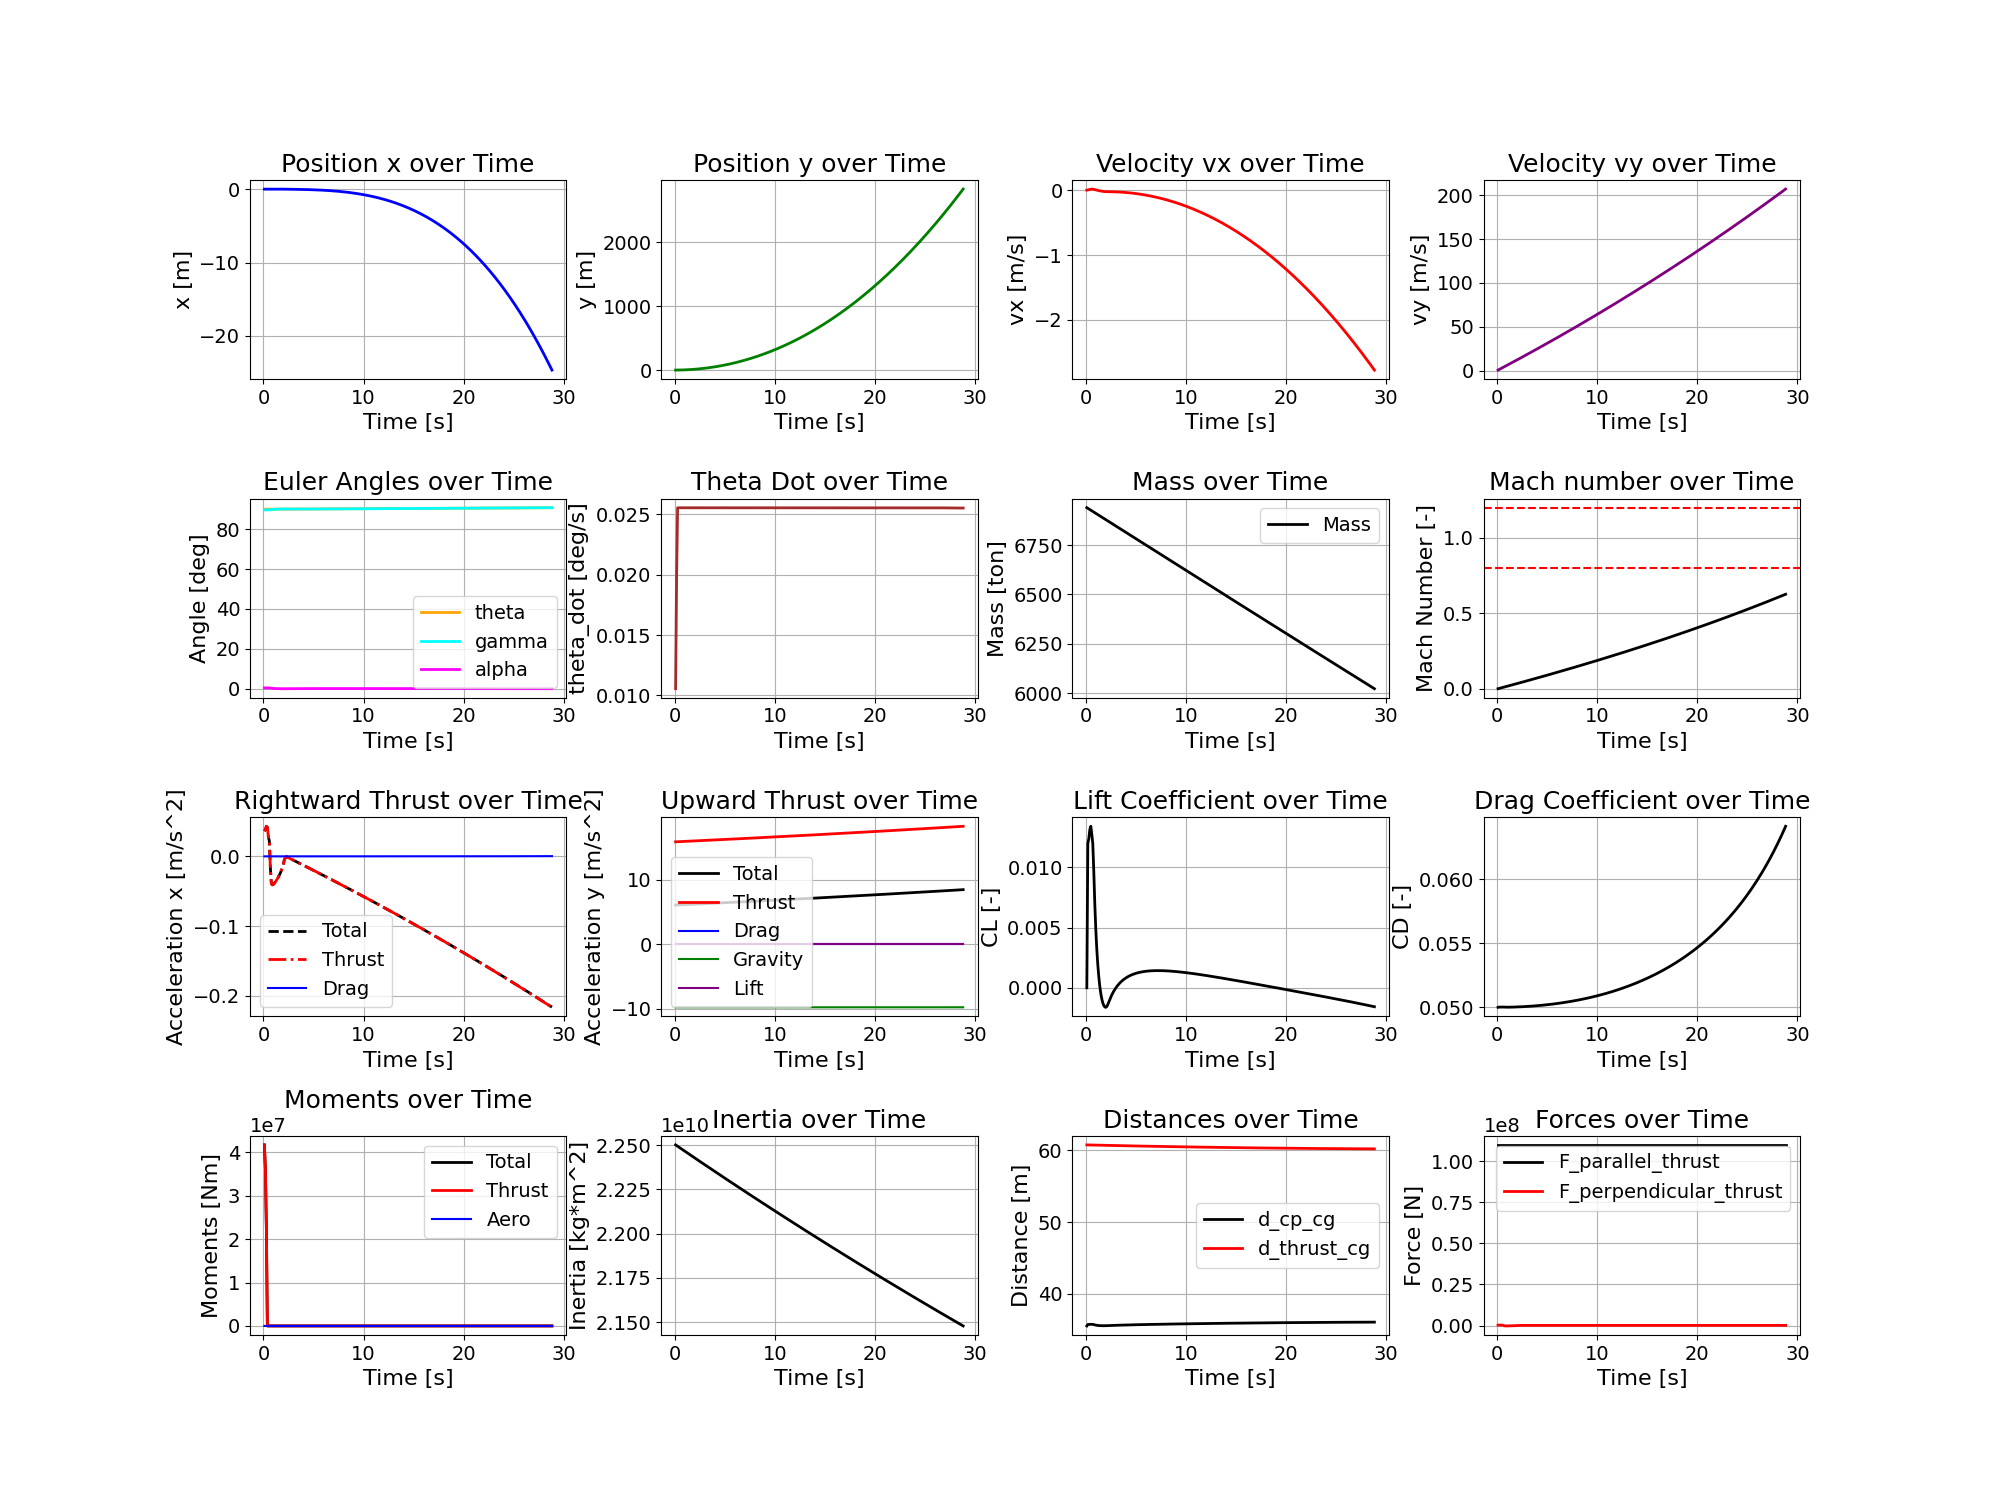 Position x over Time
x [m]
0
−10
−20
0 10 20 30
Time [s]
Position y over Time
y [m]
2000
1000
0
0 10 20 30
Time [s]
Velocity vx over Time
vx [m/s]
0
−1
−2
0 10 20 30
Time [s]
Velocity vy over Time
vy [m/s]
200
150
100
50
0
0 10 20 30
Time [s]
Euler Angles over Time
Angle [deg]
80
60
40
20
0
theta
gamma
alpha
0 10 20 30
Time [s]
Theta Dot over Time
theta_dot [deg/s]
0.025
0.020
0.015
0.010
0 10 20 30
Time [s]
Mass over Time
Mass [ton]
6750
6500
6250
6000
Mass
0 10 20 30
Time [s]
Mach number over Time
Mach Number [-]
1.0
0.5
0.0
0 10 20 30
Time [s]
Rightward Thrust over Time
Acceleration x [m/s^2]
0.0
−0.1
−0.2
Total
Thrust
Drag
0 10 20 30
Time [s]
Upward Thrust over Time
Acceleration y [m/s^2]
10
0
−10
Total
Thrust
Drag
Gravity
Lift
0 10 20 30
Time [s]
Lift Coefficient over Time
CL [-]
0.010
0.005
0.000
0 10 20 30
Time [s]
Drag Coefficient over Time
CD [-]
0.060
0.055
0.050
0 10 20 30
Time [s]
Moments over Time
1e7
Moments [Nm]
4
3
2
1
0
Total
Thrust
Aero
0 10 20 30
Time [s]
Inertia over Time
1e10
Inertia [kg*m^2]
2.250
2.225
2.200
2.175
2.150
0 10 20 30
Time [s]
Distances over Time
Distance [m]
60
50
40
d_cp_cg
d_thrust_cg
0 10 20 30
Time [s]
Forces over Time
1e8
Force [N]
1.00
0.75
0.50
0.25
0.00
F_parallel_thrust
F_perpendicular_thrust
0 10 20 30
Time [s]